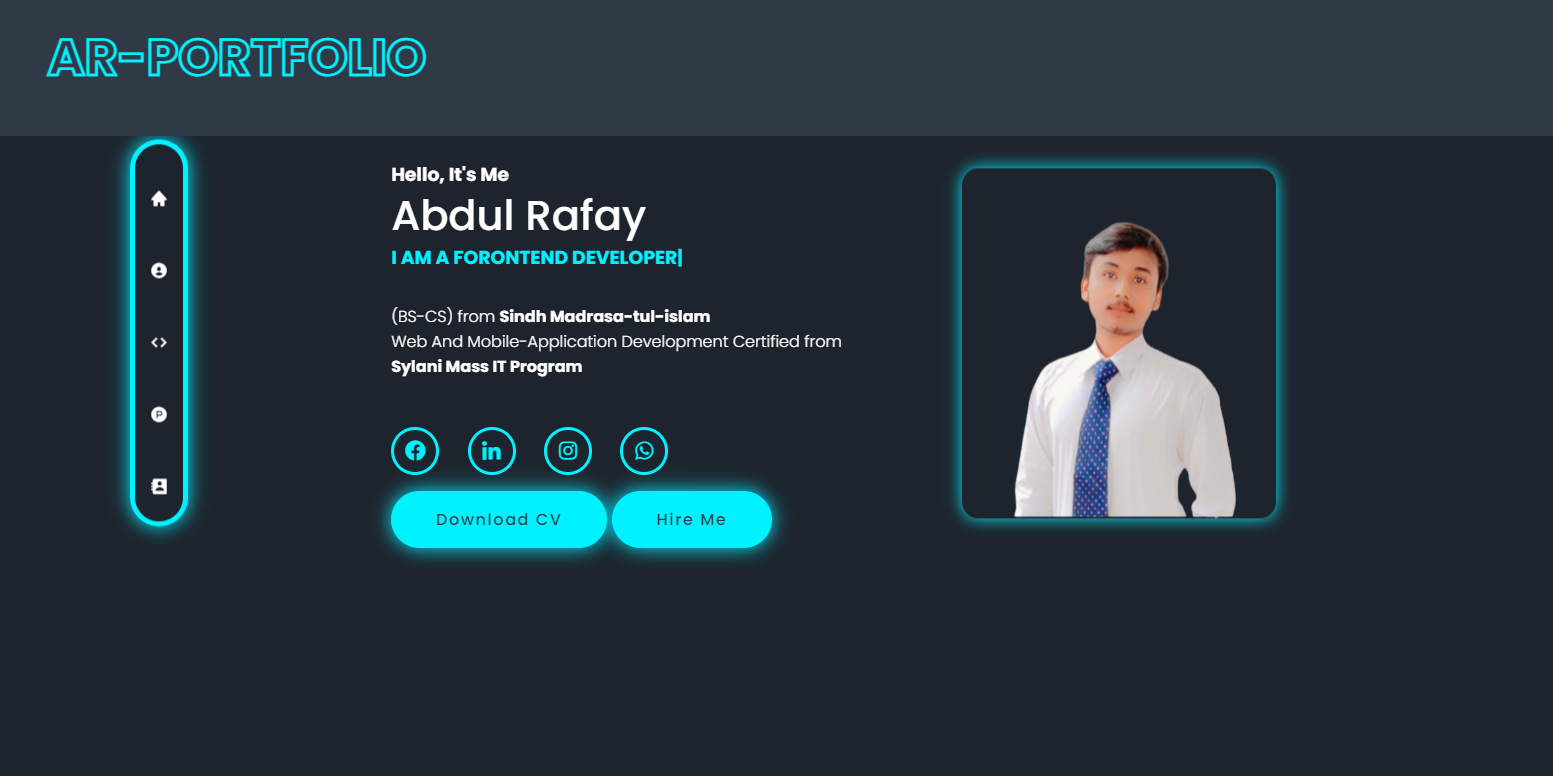 AR-PORTFOLIO
Hello, It's Me
Abdul Rafay
I AM A FORONTEND DEVELOPER|
(BS-CS) from Sindh Madrasa-tul-islam
Web And Mobile-Application Development Certified from
Sylani Mass IT Program
Download CV
Hire Me